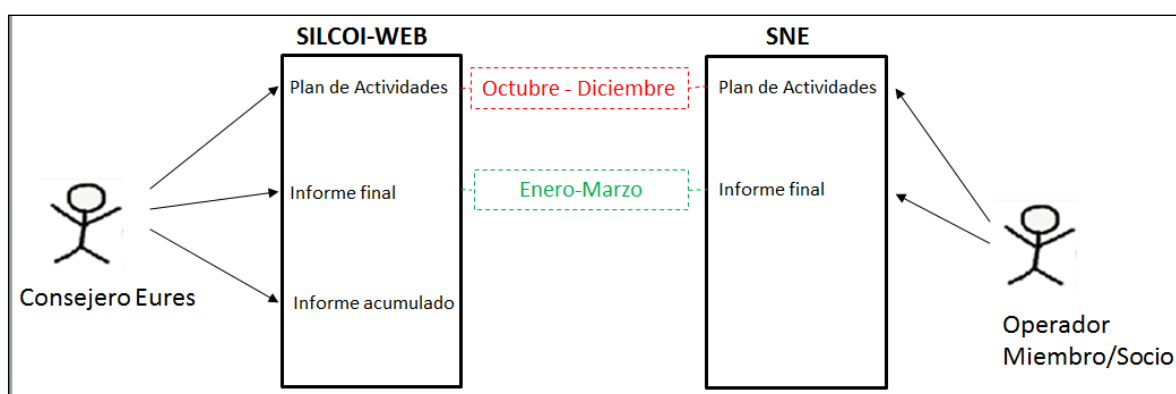 SILCOI-WEB
SNE
Plan de Actividades
Octubre - Diciembre
Plan de Actividades
Informe final
Enero-Marzo
Informe final
Consejero Eures
Informe acumulado
Operador
Miembro/Socio